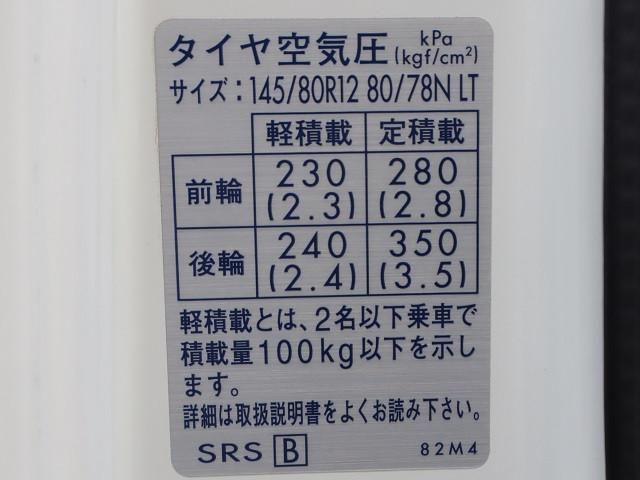 タイヤ空気圧 kPa (kgf/cm²)
サイズ：145/80R12 80/78N LT
軽積載 定積載
前輪 230 (2.3) 280 (2.8)
後輪 240 (2.4) 350 (3.5)
軽積載とは、2名以下乗車で
積載量100kg以下を示し
ます。
詳細は取扱説明書をよくお読み下さい。
SRS B 82M4